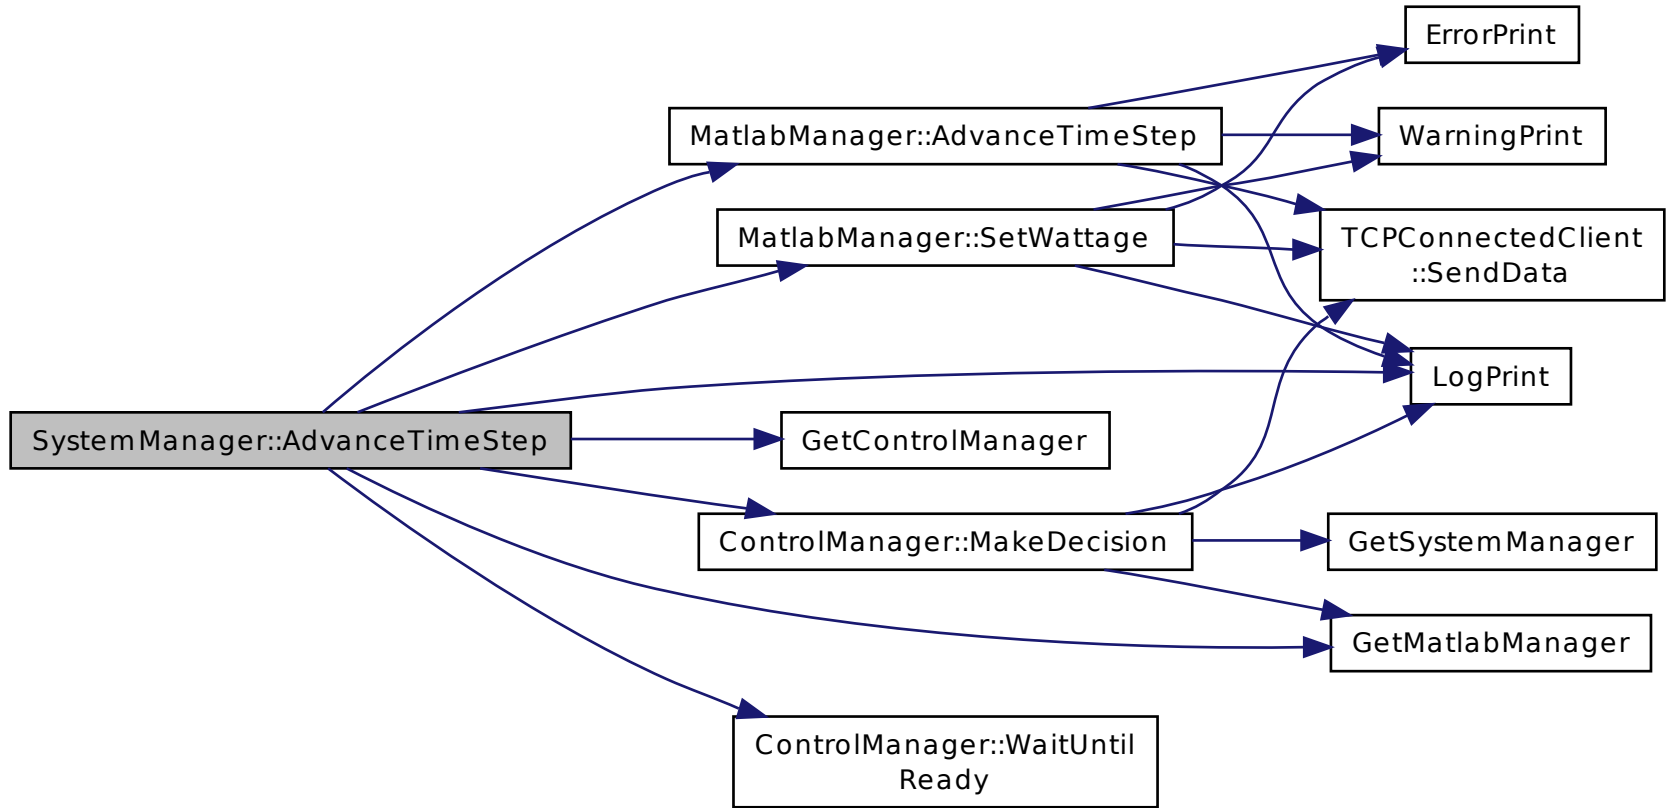 ErrorPrint
MatlabManager::AdvanceTimeStep
WarningPrint
MatlabManager::SetWattage
TCPConnectedClient
::SendData
LogPrint
SystemManager::AdvanceTimeStep
GetControlManager
ControlManager::MakeDecision
GetSystemManager
GetMatlabManager
ControlManager::WaitUntil
Ready